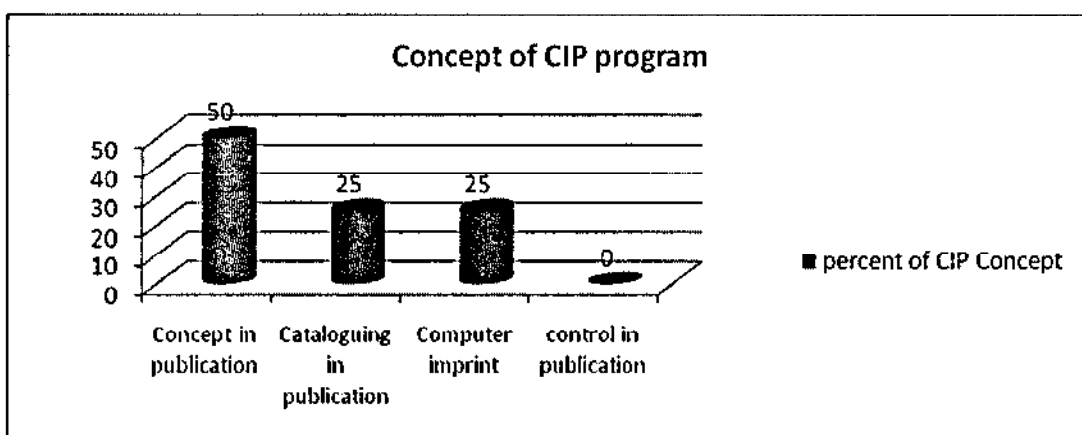 Concept of CIP program
50
25
25
0
50
40
30
20
10
0
Concept in
publication
Cataloguing
in
publication
Computer
imprint
control in
publication
percent of CIP Concept